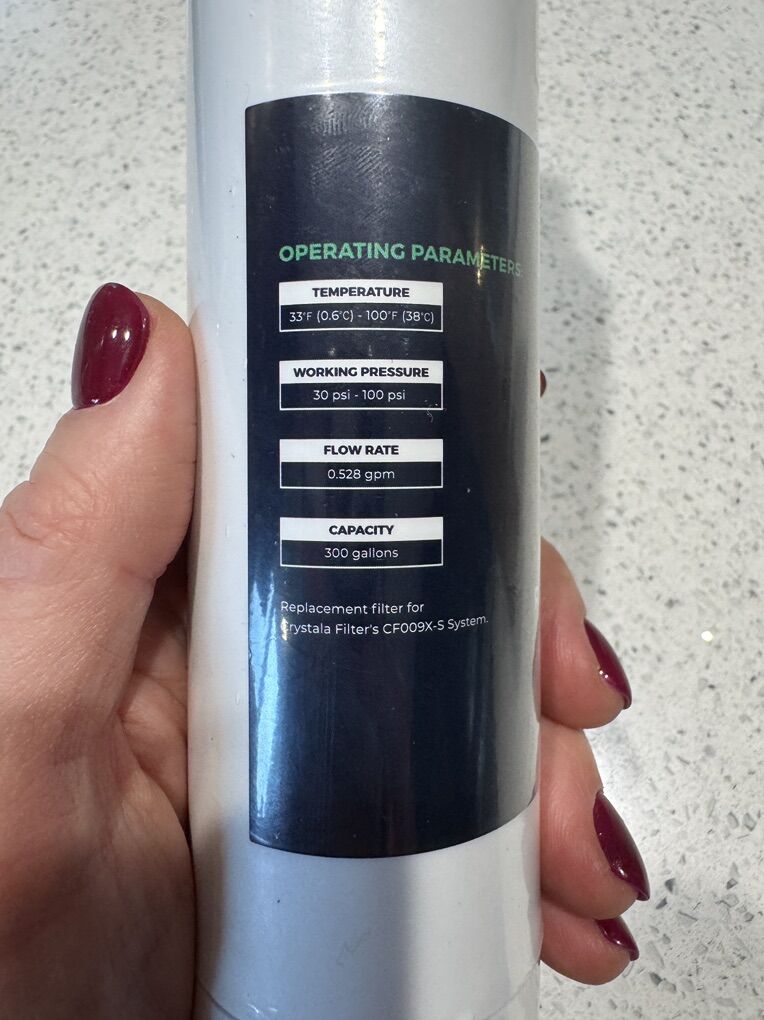 OPERATING PARAMETERS:
TEMPERATURE
33°F (0.6°C) - 100°F (38°C)
WORKING PRESSURE
30 psi - 100 psi
FLOW RATE
0.528 gpm
CAPACITY
300 gallons
Replacement filter for
Crystala Filter's CF009X-S System.